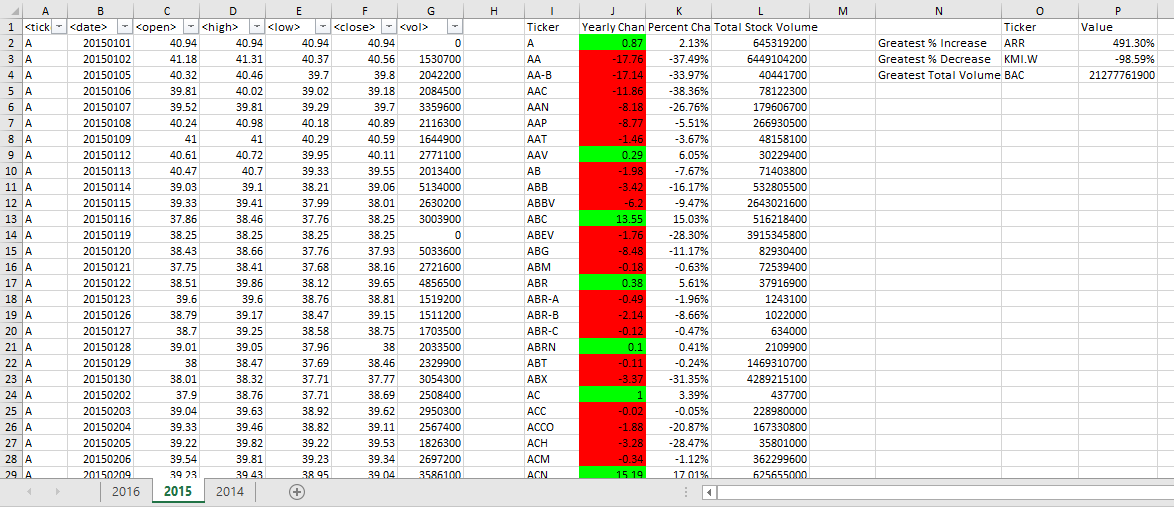 A B C D E F G H I J K L M N O P
1 <tick <date> <open> <high> <low> <close> <vol> Ticker Yearly Chan Percent Cha Total Stock Volume Ticker Value
2 A 20150101 40.94 40.94 40.94 40.94 0 A 0.87 2.13% 645319200 Greatest % Increase ARR 491.30%
3 A 20150102 41.18 41.31 40.37 40.56 1530700 AA -17.76 -37.49% 6449104200 Greatest % Decrease KMI.W -98.59%
4 A 20150105 40.32 40.46 39.7 39.8 2042200 AA-B -17.14 -33.97% 40441700 Greatest Total Volume BAC 21277761900
5 A 20150106 39.81 40.02 39.02 39.18 2084500 AAC -11.86 -38.36% 78122300
6 A 20150107 39.52 39.81 39.29 39.7 3359600 AAN -8.18 -26.76% 179606700
7 A 20150108 40.24 40.98 40.18 40.89 2116300 AAP -8.77 -5.51% 266930500
8 A 20150109 41 41 40.29 40.59 1644900 AAT -1.46 -3.67% 48158100
9 A 20150112 40.61 40.72 39.95 40.11 2771100 AAV 0.29 6.05% 30229400
10 A 20150113 40.47 40.7 39.33 39.55 2013400 AB -1.98 -7.67% 71403800
11 A 20150114 39.03 39.1 38.21 39.06 5134000 ABB -3.42 -16.17% 532805500
12 A 20150115 39.33 39.41 37.99 38.01 2630200 ABBV -6.2 -9.47% 2643021600
13 A 20150116 37.86 38.46 37.76 38.25 3003900 ABC 13.55 15.03% 516218400
14 A 20150119 38.25 38.25 38.25 38.25 0 ABEV -1.76 -28.30% 3915345800
15 A 20150120 38.43 38.66 37.76 37.93 5033600 ABG -8.48 -11.17% 82930400
16 A 20150121 37.75 38.41 37.68 38.16 2721600 ABM -0.18 -0.63% 72539400
17 A 20150122 38.51 39.86 38.12 39.65 4856500 ABR 0.38 5.61% 37916900
18 A 20150123 39.6 39.6 38.76 38.81 1519200 ABR-A -0.49 -1.96% 1243100
19 A 20150126 38.79 39.17 38.47 39.15 1511200 ABR-B -2.14 -8.66% 1022000
20 A 20150127 38.7 39.25 38.58 38.75 1703500 ABR-C -0.12 -0.47% 634000
21 A 20150128 39.01 39.05 37.96 38 2033500 ABRN 0.1 0.41% 2109900
22 A 20150129 38 38.47 37.69 38.46 2329900 ABT -0.11 -0.24% 1469310700
23 A 20150130 38.01 38.32 37.71 37.77 3054300 ABX -3.37 -31.35% 4289215100
24 A 20150202 37.9 38.76 37.71 38.69 2508400 AC 1 3.39% 437700
25 A 20150203 39.04 39.63 38.92 39.62 2950300 ACC -0.02 -0.05% 228980000
26 A 20150204 39.33 39.46 38.82 39.11 2567400 ACCO -1.88 -20.87% 167330800
27 A 20150205 39.22 39.82 39.22 39.53 1826300 ACH -3.28 -28.47% 35801000
28 A 20150206 39.54 39.81 39.23 39.34 2697200 ACM -0.34 -1.12% 362299600
29 A 20150209 39.23 39.43 38.95 39.04 3586100 ACN 15.19 17.01% 625655000
2016 2015 2014